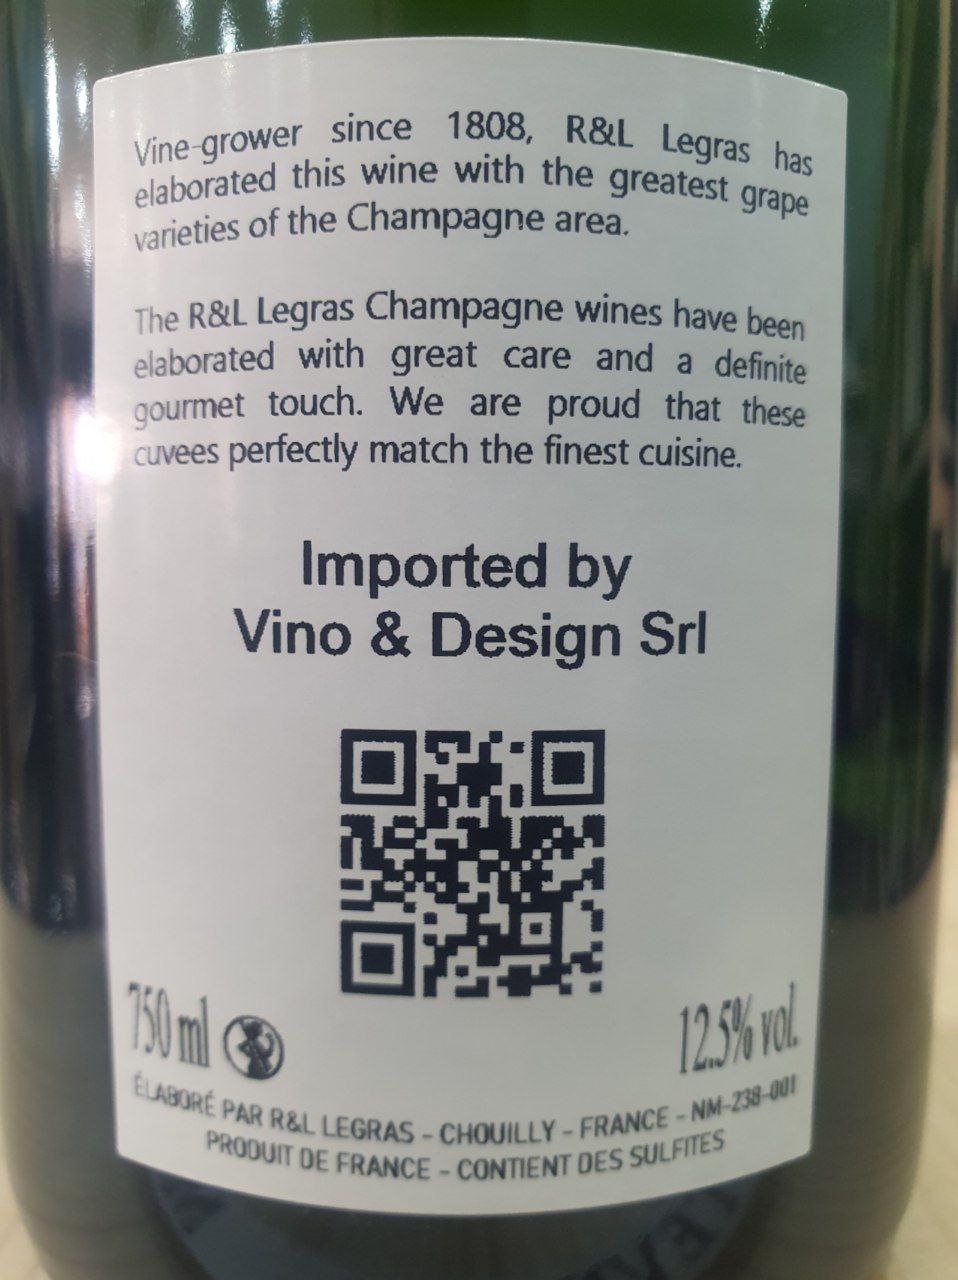 Vine-grower since 1808, R&L Legras has
elaborated this wine with the greatest grape
varieties of the Champagne area.
The R&L Legras Champagne wines have been
elaborated with great care and a definite
gourmet touch. We are proud that these
cuvees perfectly match the finest cuisine.
Imported by
Vino & Design Srl
750 ml
12.5% vol.
ÉLABORÉ PAR R&L LEGRAS - CHOUILLY - FRANCE - NM-238-001
PRODUIT DE FRANCE - CONTIENT DES SULFITES